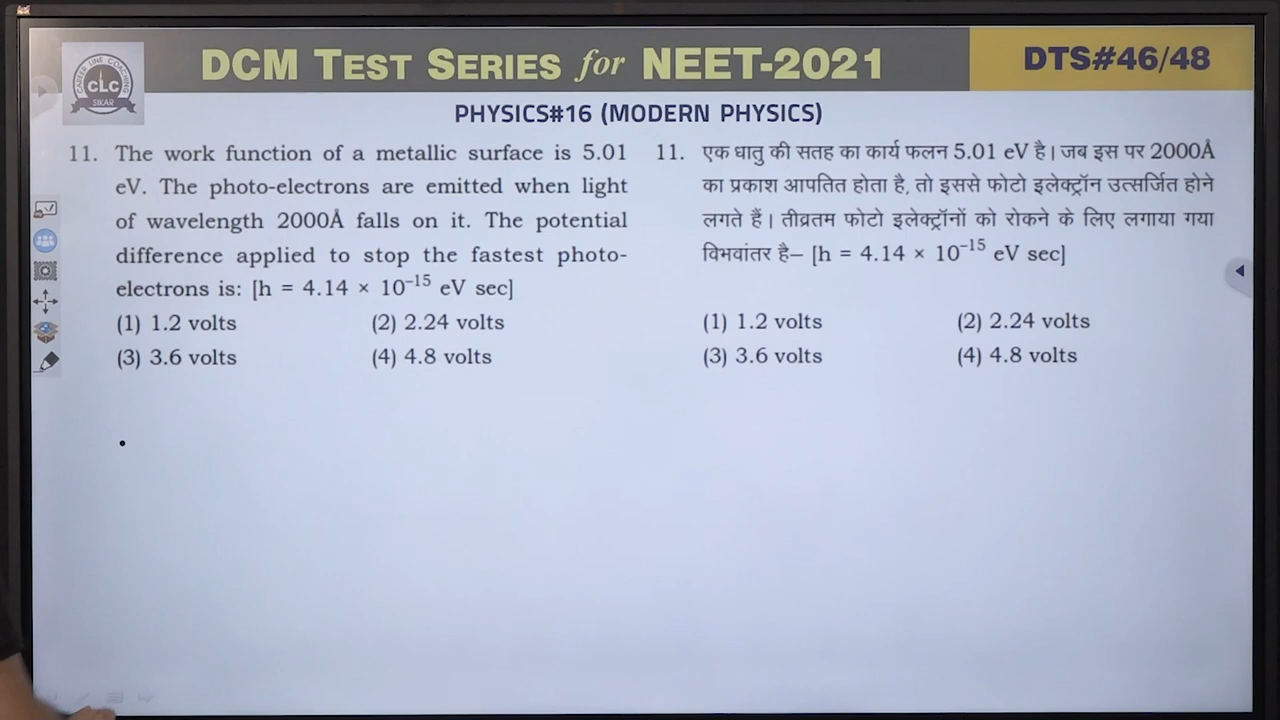 DCM TEST SERIES for NEET-2021
DTS#46/48
CAREER LINE COACHING
CLC
SIKAR
PHYSICS#16 (MODERN PHYSICS)
11. The work function of a metallic surface is 5.01
eV. The photo-electrons are emitted when light
of wavelength 2000Å falls on it. The potential
difference applied to stop the fastest photo-
electrons is: [h = 4.14 × 10⁻¹⁵ eV sec]
(1) 1.2 volts (2) 2.24 volts
(3) 3.6 volts (4) 4.8 volts
11. एक धातु की सतह का कार्य फलन 5.01 eV है। जब इस पर 2000Å
का प्रकाश आपतित होता है, तो इससे फोटो इलेक्ट्रॉन उत्सर्जित होने
लगते हैं। तीव्रतम फोटो इलेक्ट्रॉनों को रोकने के लिए लगाया गया
विभवांतर है– [h = 4.14 × 10⁻¹⁵ eV sec]
(1) 1.2 volts (2) 2.24 volts
(3) 3.6 volts (4) 4.8 volts